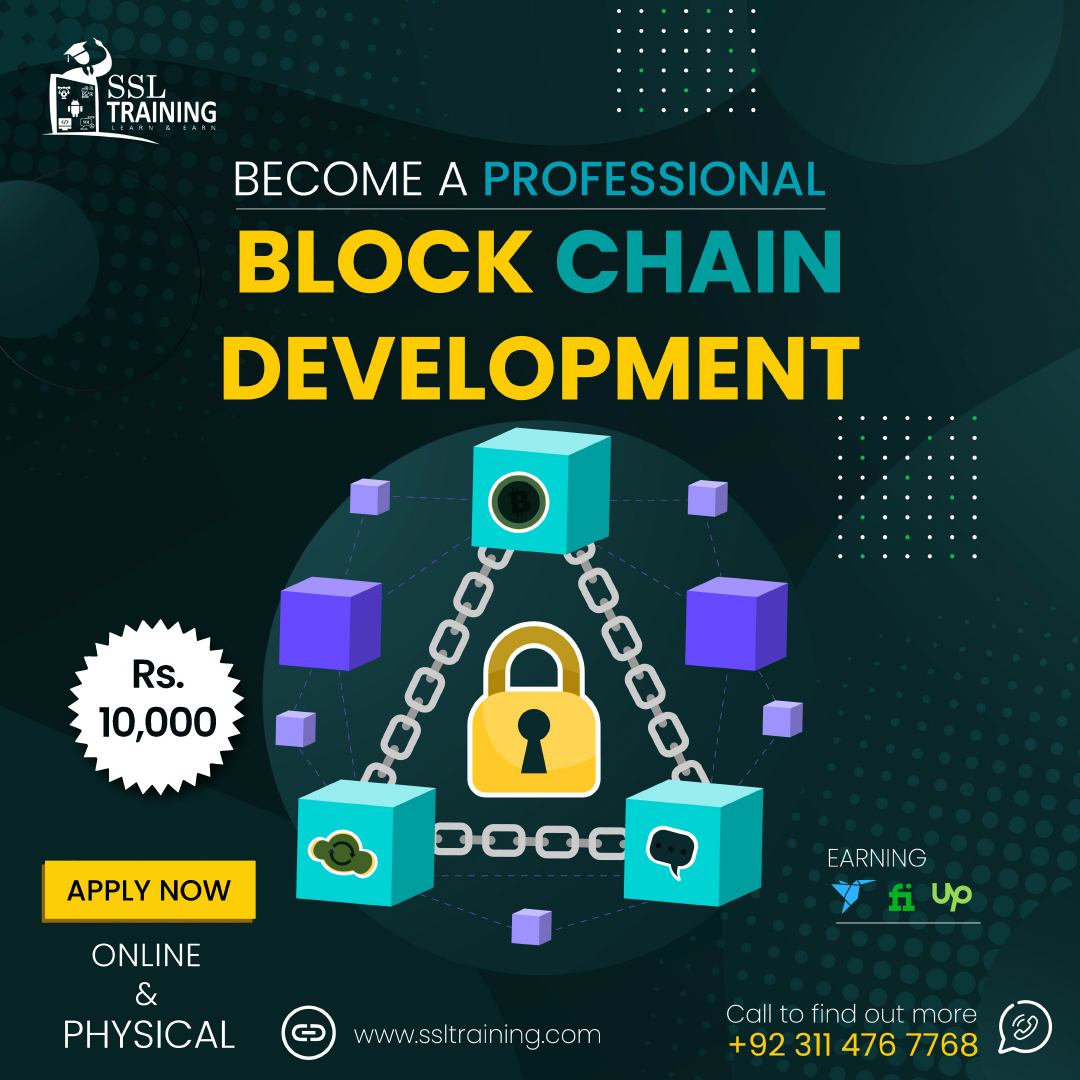 SSL
TRAINING
LEARN & EARN
BECOME A PROFESSIONAL
BLOCK CHAIN
DEVELOPMENT
Rs.
10,000
APPLY NOW
ONLINE
&
PHYSICAL
www.ssltraining.com
EARNING
fi Up
Call to find out more
+92 311 476 7768